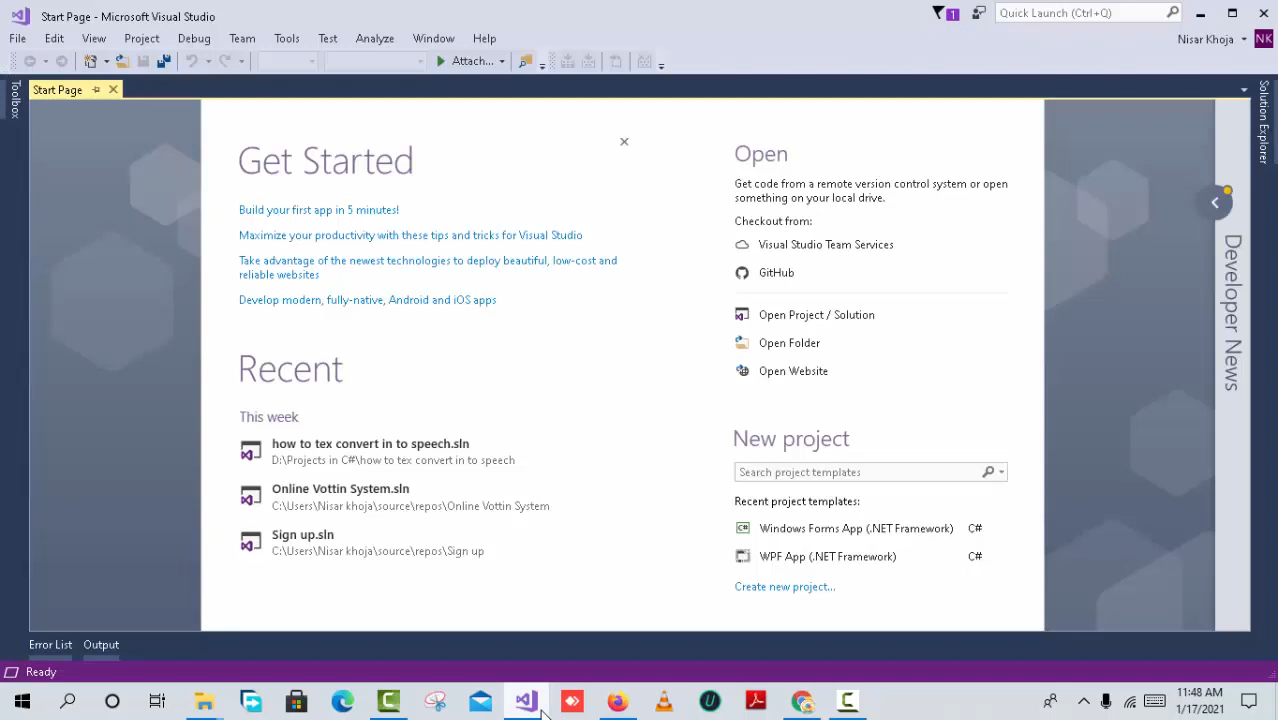 Start Page - Microsoft Visual Studio
1
Quick Launch (Ctrl+Q)
File Edit View Project Debug Team Tools Test Analyze Window Help
Nisar Khoja NK
Attach...
Toolbox
Start Page
Solution Explorer
Get Started
Build your first app in 5 minutes!
Maximize your productivity with these tips and tricks for Visual Studio
Take advantage of the newest technologies to deploy beautiful, low-cost and
reliable websites
Develop modern, fully-native, Android and iOS apps
Recent
This week
how to tex convert in to speech.sln
D:\Projects in C#\how to tex convert in to speech
Online Vottin System.sln
C:\Users\Nisar khoja\source\repos\Online Vottin System
Sign up.sln
C:\Users\Nisar khoja\source\repos\Sign up
Open
Get code from a remote version control system or open
something on your local drive.
Checkout from:
Visual Studio Team Services
GitHub
Open Project / Solution
Open Folder
Open Website
New project
Search project templates
Recent project templates:
Windows Forms App (.NET Framework) C#
WPF App (.NET Framework) C#
Create new project...
Developer News
Error List Output
Ready
11:48 AM
1/17/2021